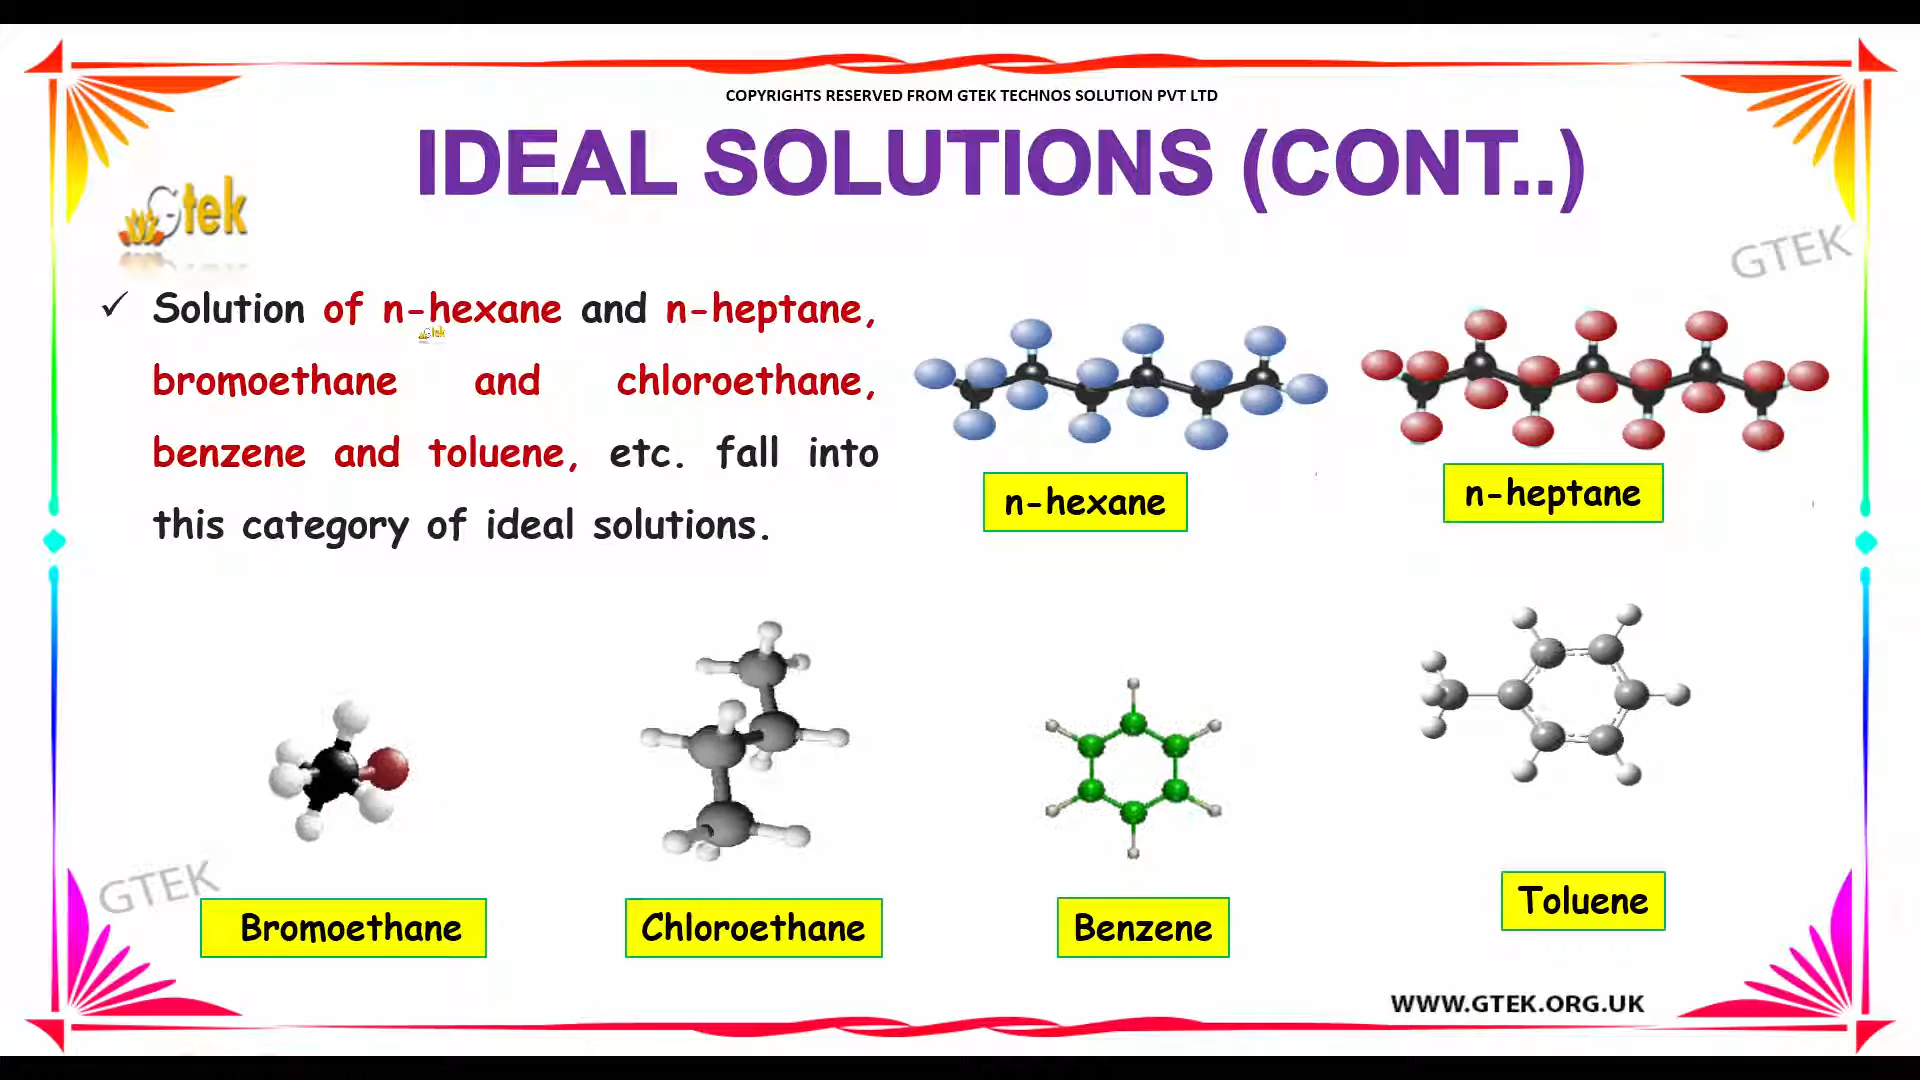 COPYRIGHTS RESERVED FROM GTEK TECHNOS SOLUTION PVT LTD
IDEAL SOLUTIONS (CONT..)
Gtek
GTEK
✓ Solution of n-hexane and n-heptane,
bromoethane and chloroethane,
benzene and toluene, etc. fall into
this category of ideal solutions.
Gtek
n-hexane
n-heptane
GTEK
Bromoethane
Chloroethane
Benzene
Toluene
WWW.GTEK.ORG.UK